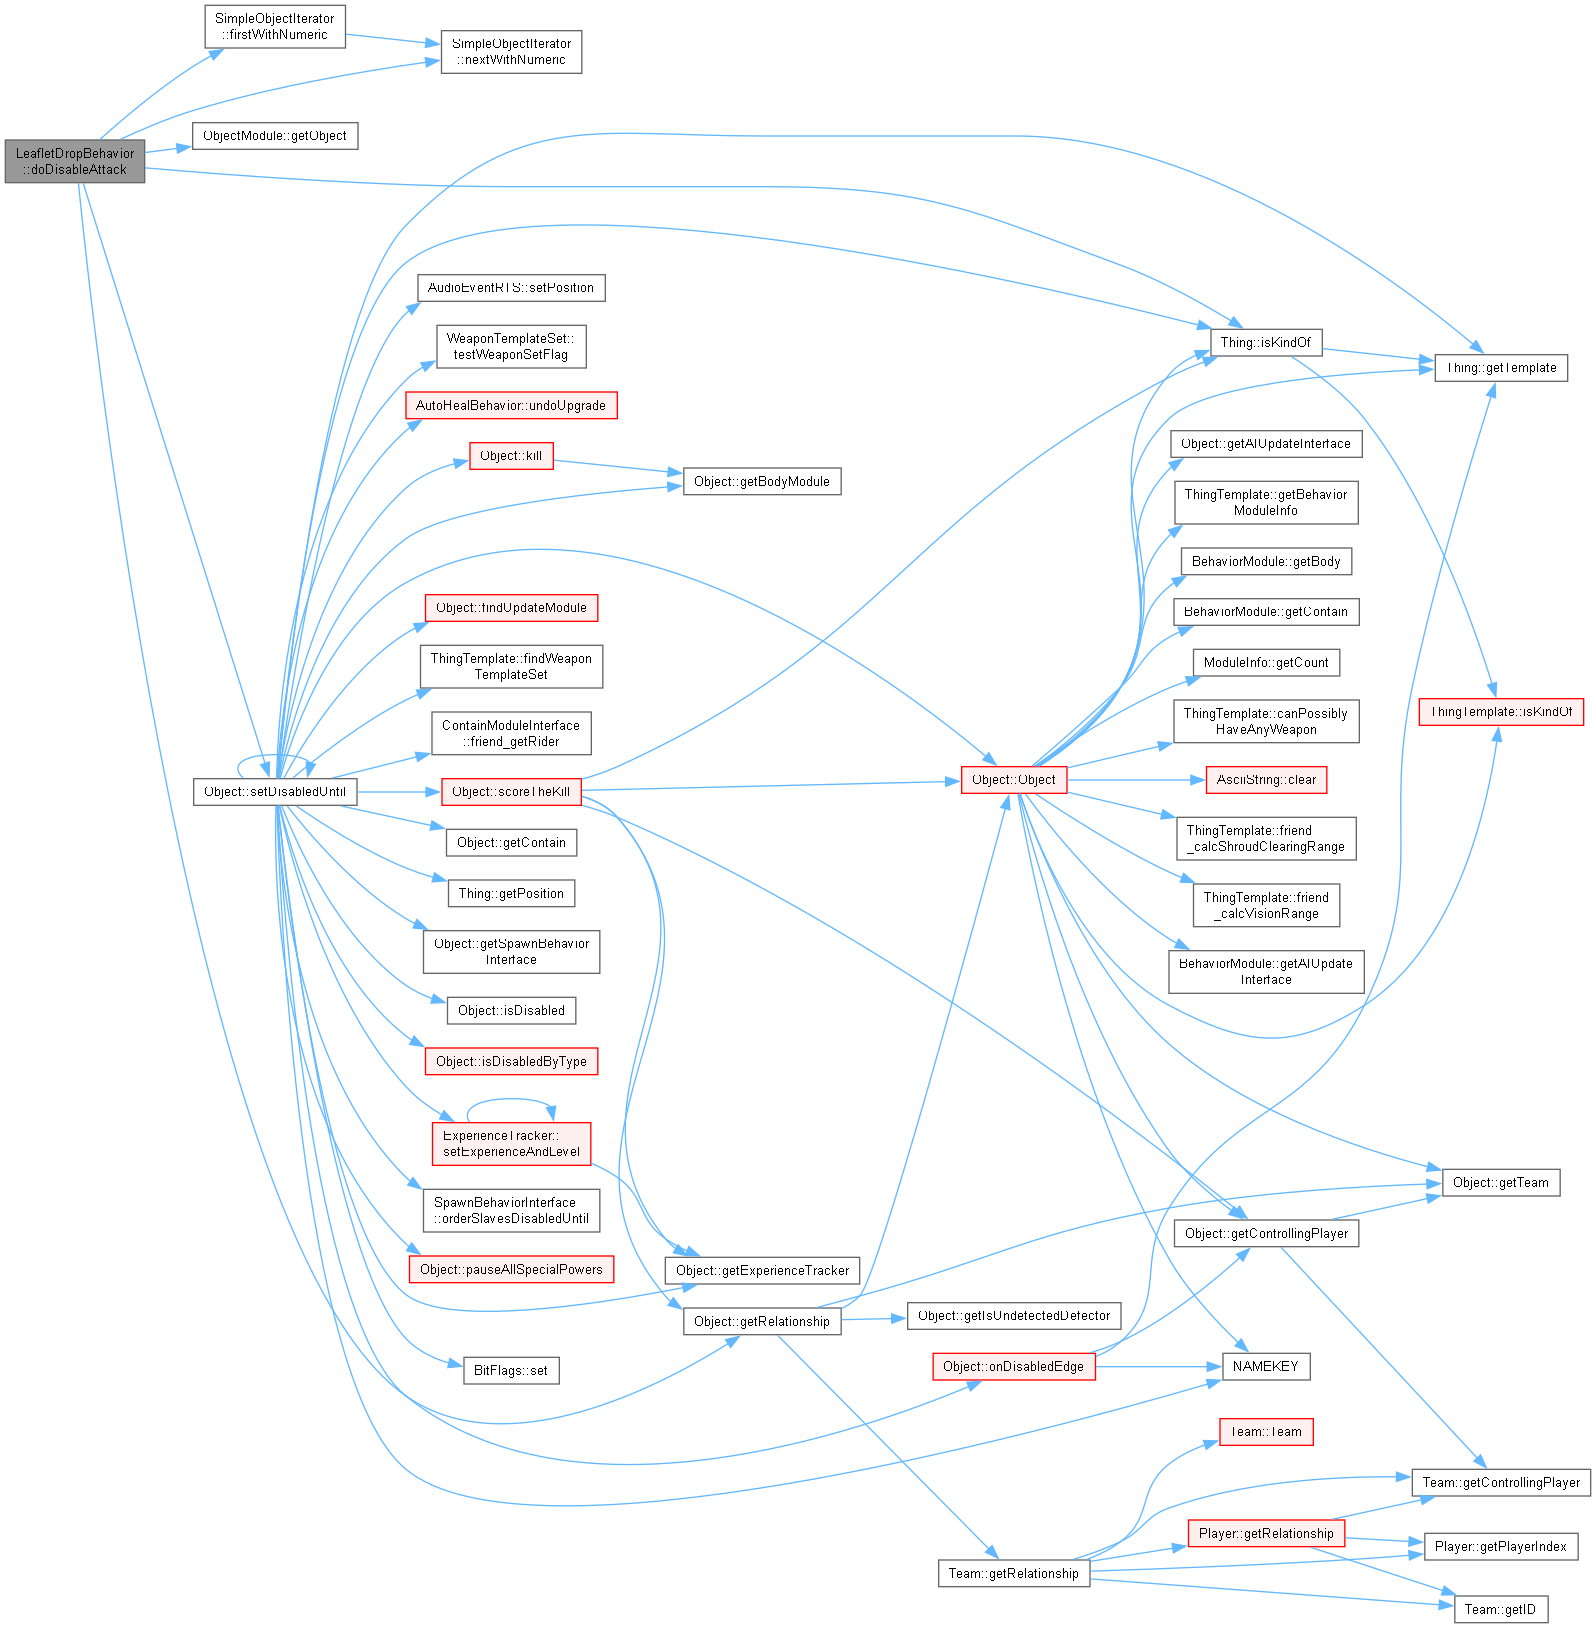 SimpleObjectIterator
::firstWithNumeric
SimpleObjectIterator
::nextWithNumeric
ObjectModule::getObject
LeafletDropBehavior
::doDisableAttack
AudioEventRTS::setPosition
WeaponTemplateSet::
testWeaponSetFlag
Thing::isKindOf
Thing::getTemplate
AutoHealBehavior::undoUpgrade
Object::kill
Object::getBodyModule
Object::getAIUpdateInterface
ThingTemplate::getBehavior
ModuleInfo
BehaviorModule::getBody
Object::findUpdateModule
BehaviorModule::getContain
ThingTemplate::findWeapon
TemplateSet
ModuleInfo::getCount
ContainModuleInterface
::friend_getRider
ThingTemplate::canPossibly
HaveAnyWeapon
ThingTemplate::isKindOf
Object::setDisabledUntil
Object::scoreTheKill
Object::Object
AsciiString::clear
Object::getContain
ThingTemplate::friend
_calcShroudClearingRange
Thing::getPosition
ThingTemplate::friend
_calcVisionRange
Object::getSpawnBehavior
Interface
BehaviorModule::getAIUpdate
Interface
Object::isDisabled
Object::isDisabledByType
ExperienceTracker::
setExperienceAndLevel
SpawnBehaviorInterface
::orderSlavesDisabledUntil
Object::getTeam
Object::getControllingPlayer
Object::pauseAllSpecialPowers
Object::getExperienceTracker
Object::getRelationship
Object::getIsUndetectedDefector
BitFlags::set
Object::onDisabledEdge
NAMEKEY
Team::Team
Team::getControllingPlayer
Player::getRelationship
Player::getPlayerIndex
Team::getRelationship
Team::getID